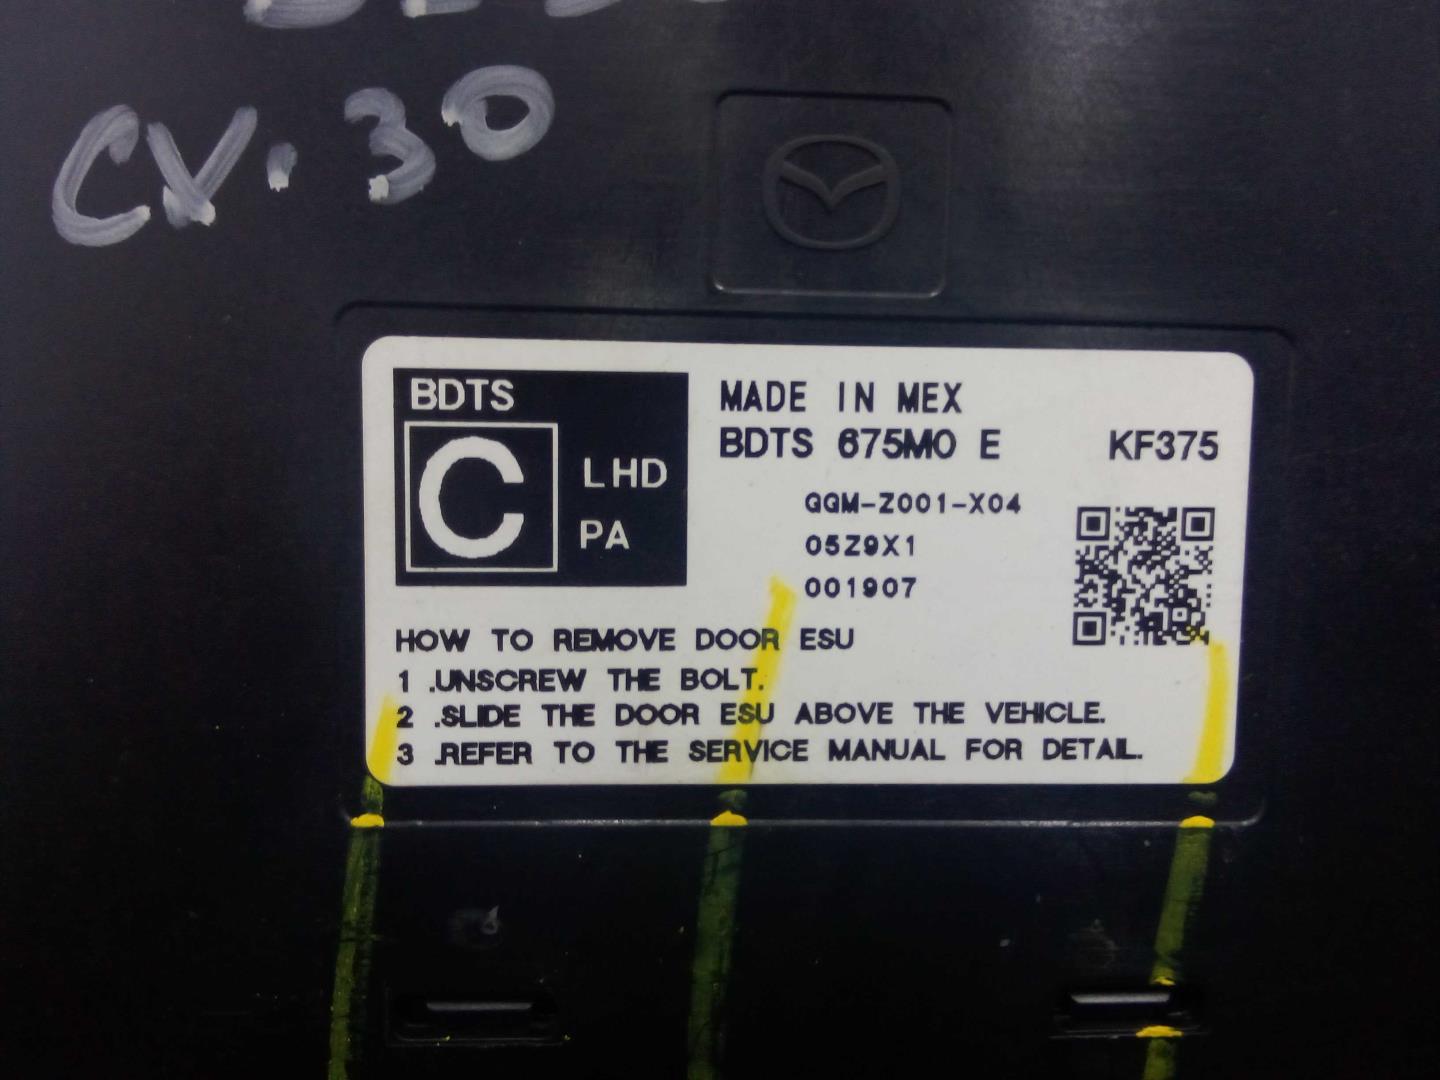 CX-30
BDTS
C
LHD
PA
MADE IN MEX
BDTS 675M0 E
KF375
GGM-Z001-X04
05Z9X1
001907
HOW TO REMOVE DOOR ESU
1 .UNSCREW THE BOLT.
2 .SLIDE THE DOOR ESU ABOVE THE VEHICLE.
3 .REFER TO THE SERVICE MANUAL FOR DETAIL.